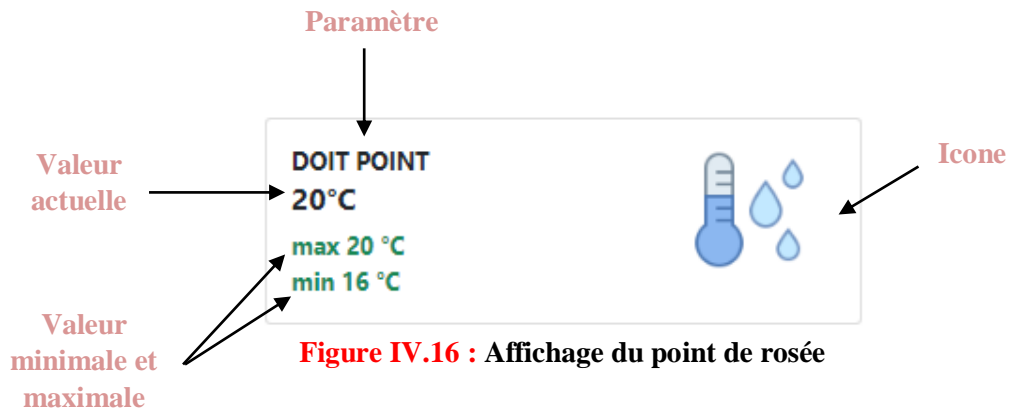 Paramètre
DOIT POINT
20°C
max 20 °C
min 16 °C
Valeur
actuelle
Icone
Valeur
minimale et
maximale
Figure IV.16 : Affichage du point de rosée